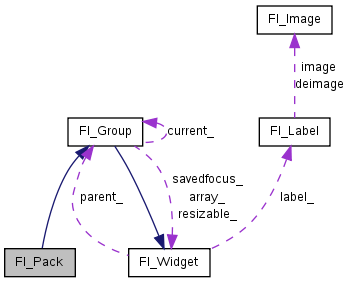 Fl_Image
image
deimage
Fl_Group
current_
Fl_Label
savedfocus_
array_
resizable_
parent_
label_
Fl_Pack
Fl_Widget